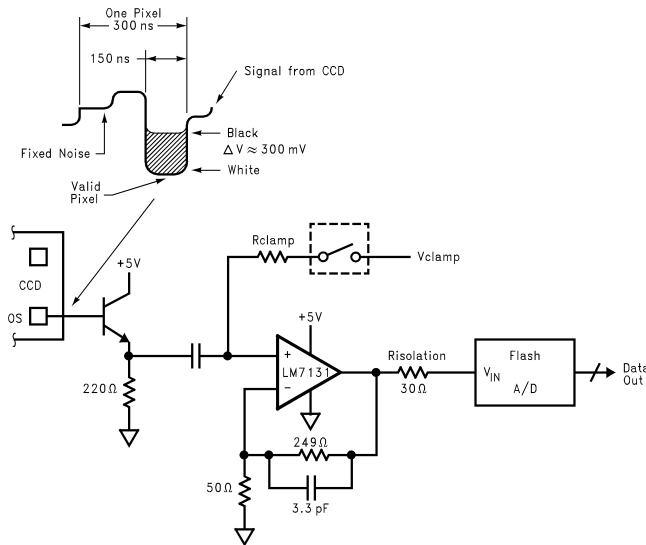 One Pixel
300 ns
150 ns
Signal from CCD
Black
ΔV ≈ 300 mV
White
Fixed Noise
Valid
Pixel
Rclamp
Vclamp
CCD
+5V
OS
+5V
+
LM7131
−
Risolation
30Ω
Flash
VIN
A/D
Data
Out
220Ω
249Ω
50Ω
3.3 pF